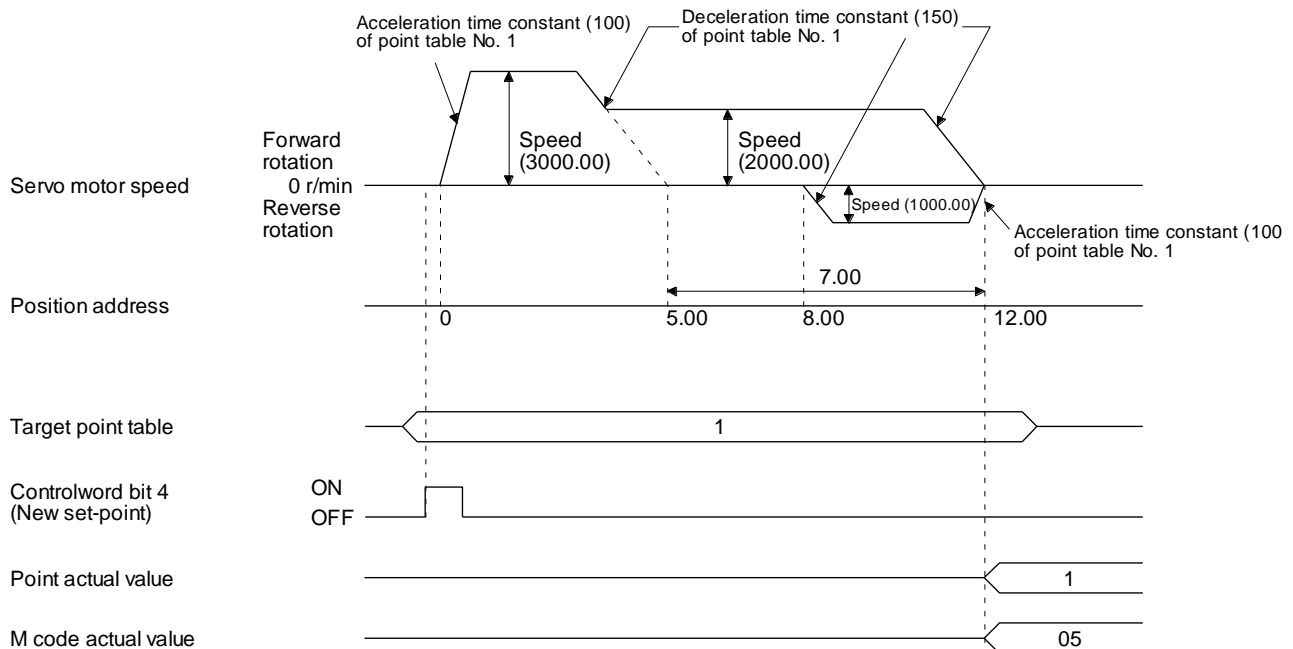 Acceleration time constant (100)
of point table No. 1
Deceleration time constant (150)
of point table No. 1
Forward
rotation
Servo motor speed
0 r/min
Reverse
rotation
Speed
(3000.00)
Speed
(2000.00)
Speed (1000.00)
Acceleration time constant (100
of point table No. 1
7.00
Position address
0
5.00
8.00
12.00
Target point table
1
Controlword bit 4
(New set-point)
ON
OFF
Point actual value
1
M code actual value
05